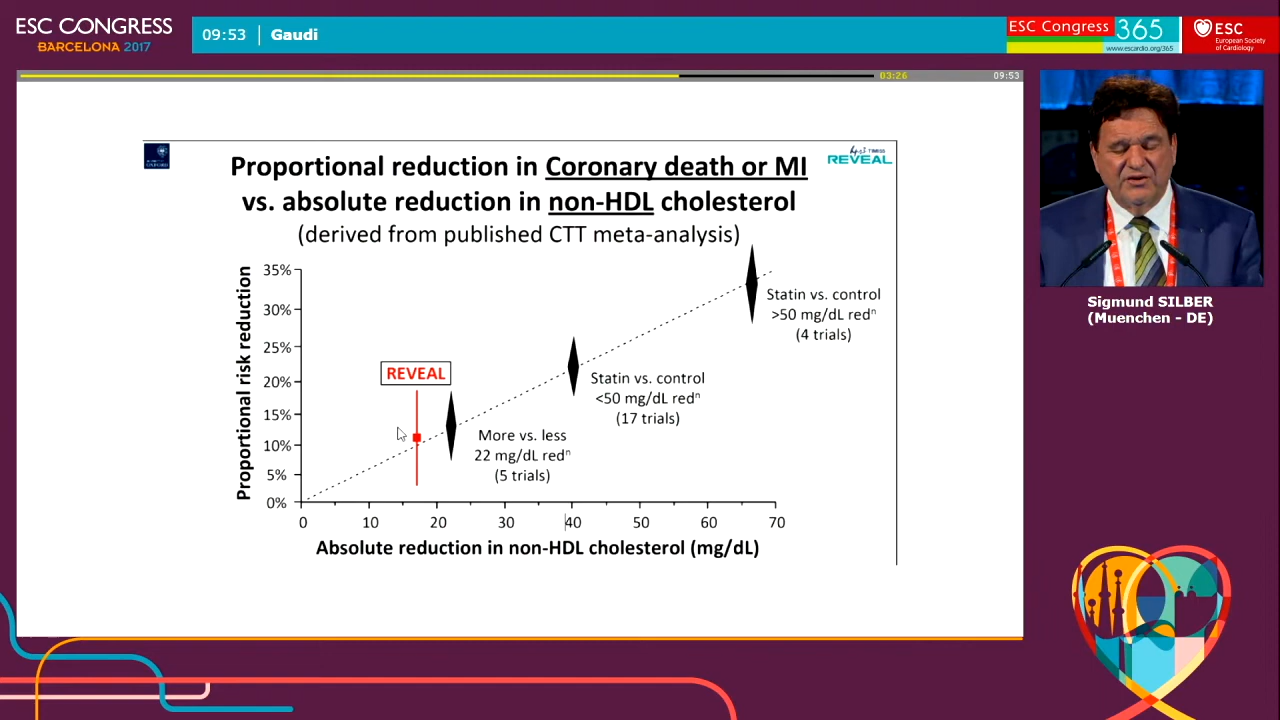 ESC CONGRESS
BARCELONA 2017
09:53 Gaudi
ESC Congress 365
www.escardio.org/365
ESC
European Society
of Cardiology
03:26
09:53
Proportional reduction in Coronary death or MI
vs. absolute reduction in non-HDL cholesterol
(derived from published CTT meta-analysis)
REVEAL
Proportional risk reduction
35%
30%
25%
20%
15%
10%
5%
0%
REVEAL
More vs. less
22 mg/dL redⁿ
(5 trials)
Statin vs. control
<50 mg/dL redⁿ
(17 trials)
Statin vs. control
>50 mg/dL redⁿ
(4 trials)
0 10 20 30 40 50 60 70
Absolute reduction in non-HDL cholesterol (mg/dL)
Sigmund SILBER
(Muenchen - DE)